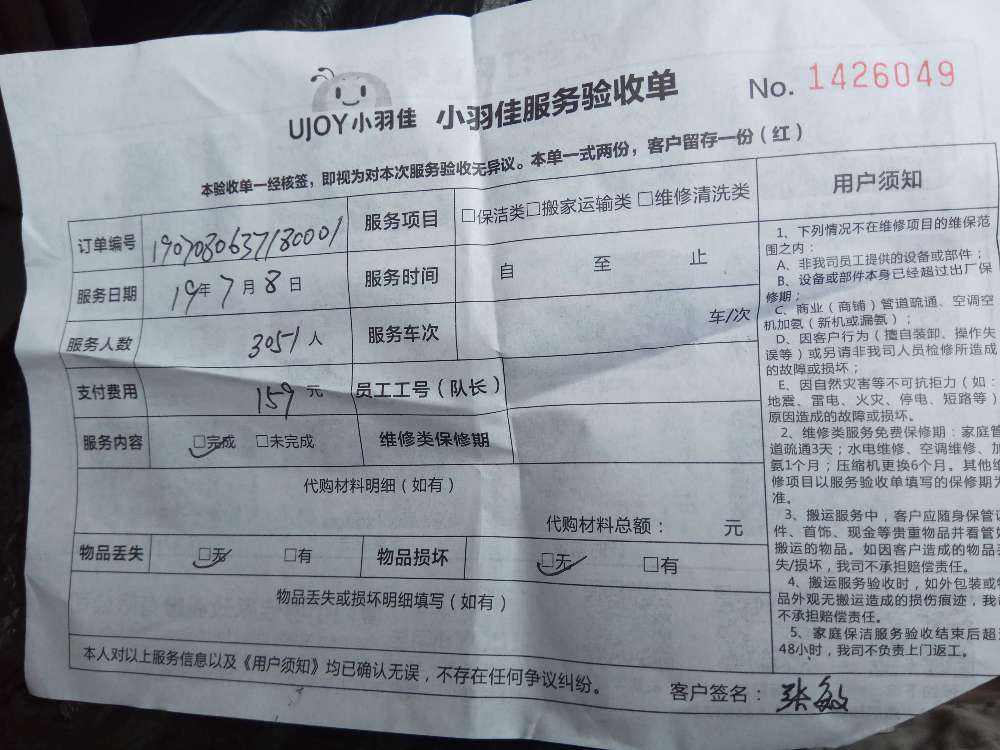 UJOY小羽佳 小羽佳服务验收单 No. 1426049
本验收单一经核签，即视为对本次服务验收无异议。本单一式两份，客户留存一份（红）
订单编号 1907080637180001 服务项目 □保洁类□搬家运输类 □维修清洗类
服务日期 19年7月8日 服务时间 自 至 止
服务人数 3051人 服务车次 车/次
支付费用 159元 员工工号（队长）
服务内容 □完成 □未完成 维修类保修期
代购材料明细（如有）
代购材料总额： 元
物品丢失 □无 □有 物品损坏 □无 □有
物品丢失或损坏明细填写（如有）
本人对以上服务信息以及《用户须知》均已确认无误，不存在任何争议纠纷。
客户签名：张敏
用户须知
1、下列情况不在维修项目的维保范
围之内：
A、非我司员工提供的设备或部件；
B、设备或部件本身已经超过出厂保
修期；
C、商业（商铺）管道疏通、空调空
机加氨（新机或漏氨）；
D、因客户行为（擅自装卸、操作失
误等）或另请非我司人员检修所造成
的故障或损坏；
E、因自然灾害等不可抗拒力（如：
地震、雷电、火灾、停电、短路等）
原因造成的故障或损坏。
2、维修类服务免费保修期：家庭管
道疏通3天；水电维修、空调维修、加
氨1个月；压缩机更换6个月。其他维
修项目以服务验收单填写的保修期为
准。
3、搬运服务中，客户应随身保管证
件、首饰、现金等贵重物品并看管好
搬运的物品。如因客户造成的物品丢
失/损坏，我司不承担赔偿责任。
4、搬运服务验收时，如外包装或物
品外观无搬运造成的损伤痕迹，我司
不承担赔偿责任。
5、家庭保洁服务验收结束后超过
48小时，我司不负责上门返工。